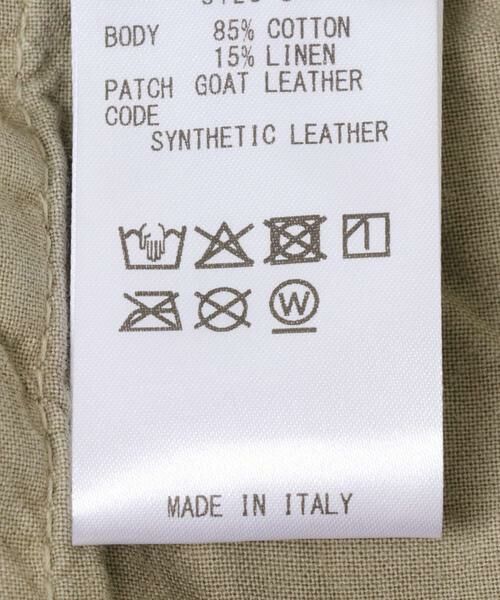 BODY 85% COTTON
15% LINEN
PATCH GOAT LEATHER
CODE
SYNTHETIC LEATHER
W
MADE IN ITALY